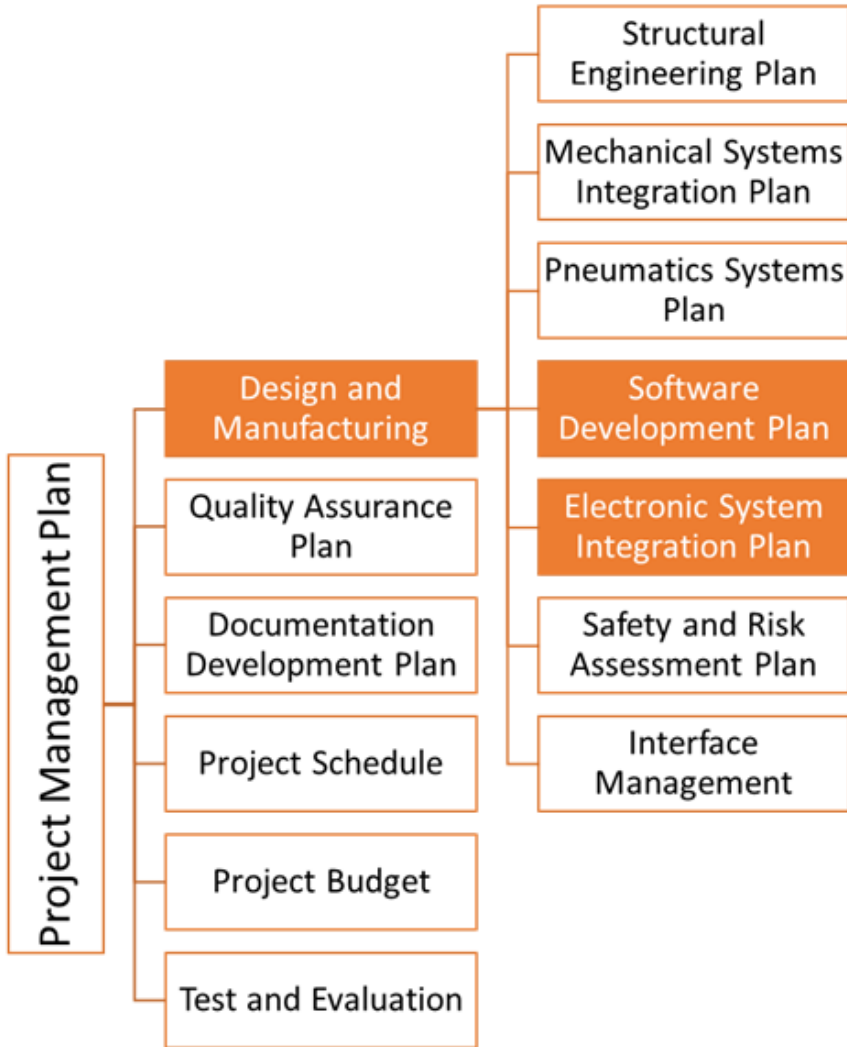 Project Management Plan
Design and
Manufacturing
Quality Assurance
Plan
Documentation
Development Plan
Project Schedule
Project Budget
Test and Evaluation
Structural
Engineering Plan
Mechanical Systems
Integration Plan
Pneumatics Systems
Plan
Software
Development Plan
Electronic System
Integration Plan
Safety and Risk
Assessment Plan
Interface
Management